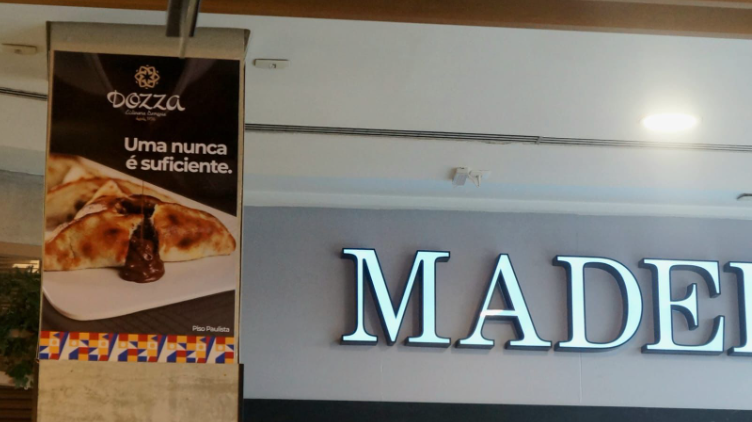 DOZZA
Uma nunca
é suficiente.
Piso Paulista
MADE